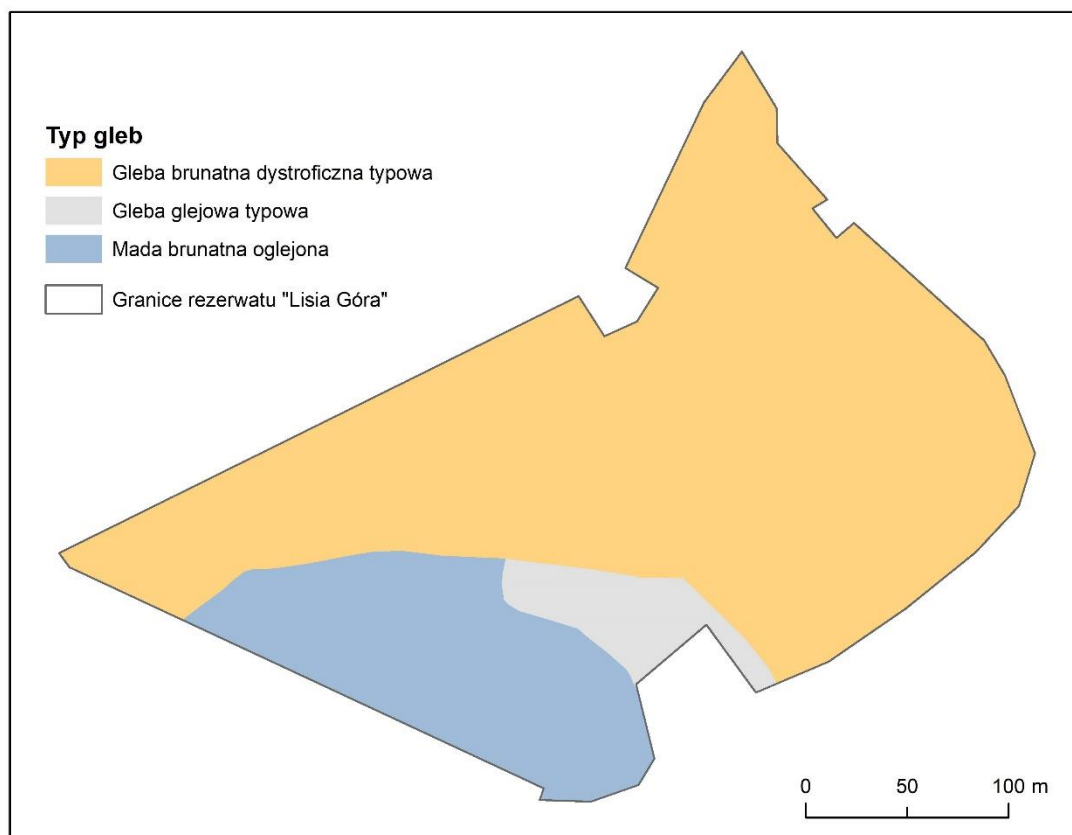 Typ gleb
Gleba brunatna dystroficzna typowa
Gleba glejowa typowa
Mada brunatna oglejona
Granice rezerwatu "Lisia Góra"
0 50 100 m